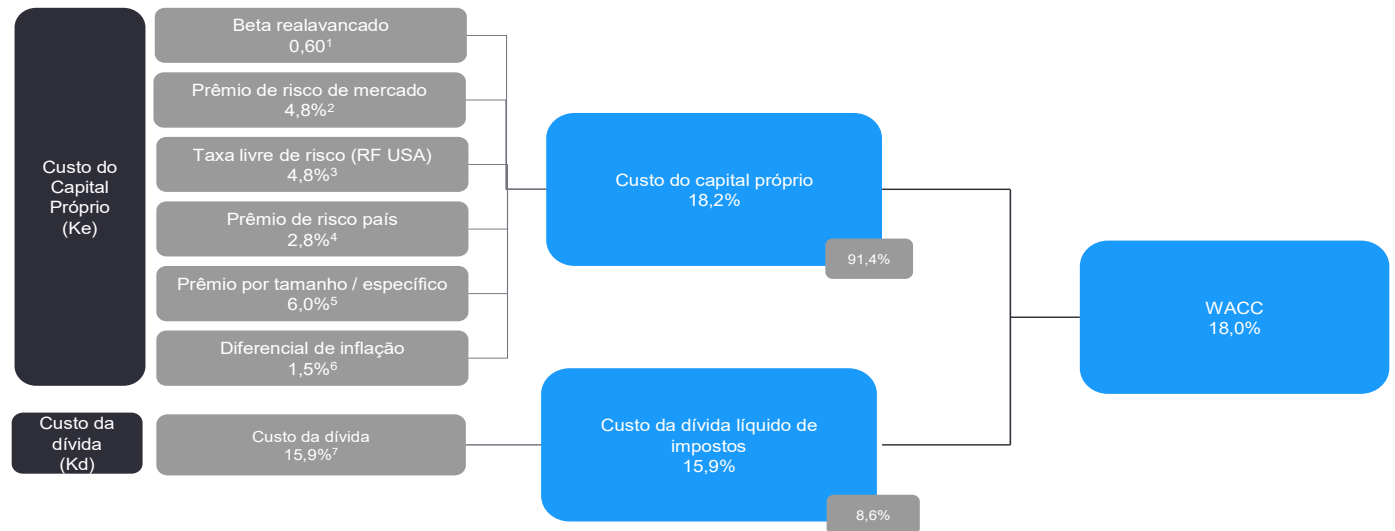 Custo do
Capital
Próprio
(Ke)
Beta realavancado
0,60¹
Prêmio de risco de mercado
4,8%²
Taxa livre de risco (RF USA)
4,8%³
Prêmio de risco país
2,8%⁴
Prêmio por tamanho / específico
6,0%⁵
Diferencial de inflação
1,5%⁶
Custo do capital próprio
18,2%
91,4%
Custo da
dívida
(Kd)
Custo da dívida
15,9%⁷
Custo da dívida líquido de
impostos
15,9%
8,6%
WACC
18,0%